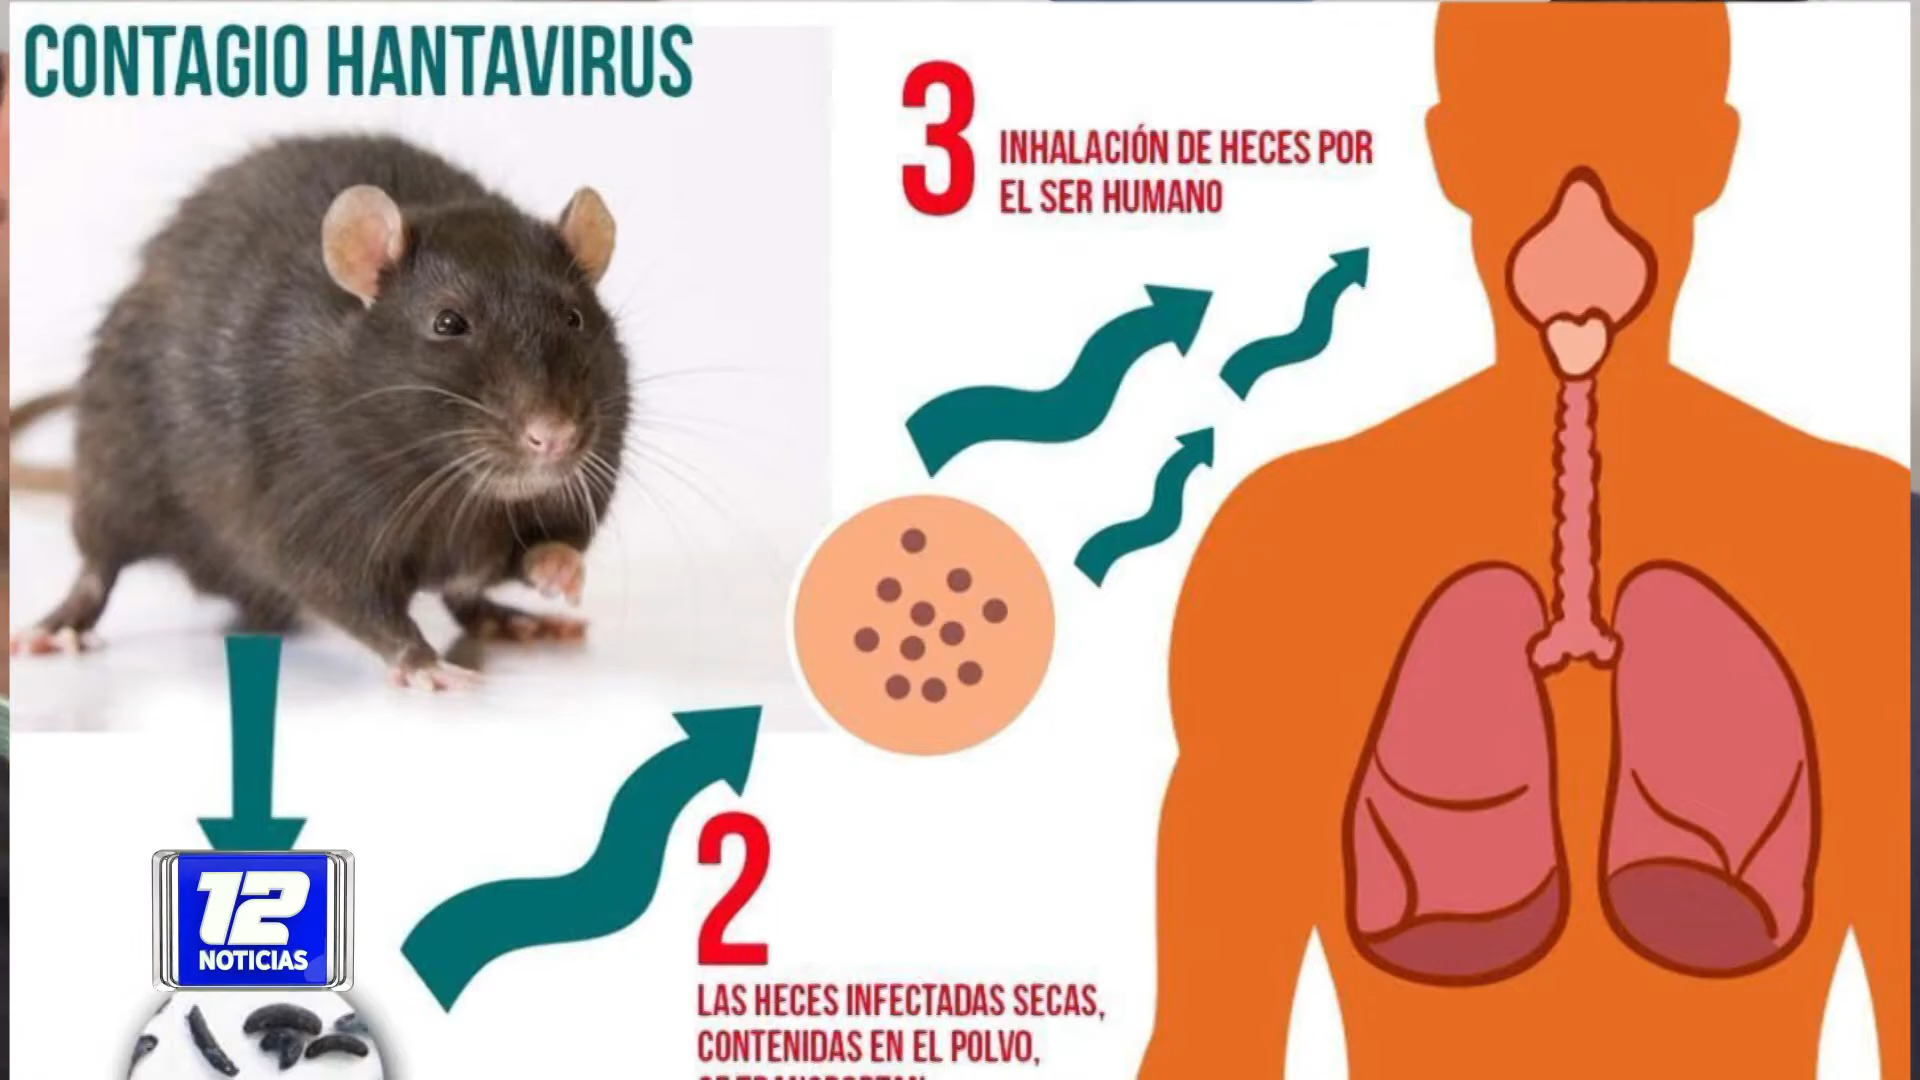 CONTAGIO HANTAVIRUS
3
INHALACIÓN DE HECES POR
EL SER HUMANO
12
NOTICIAS
2
LAS HECES INFECTADAS SECAS,
CONTENIDAS EN EL POLVO,